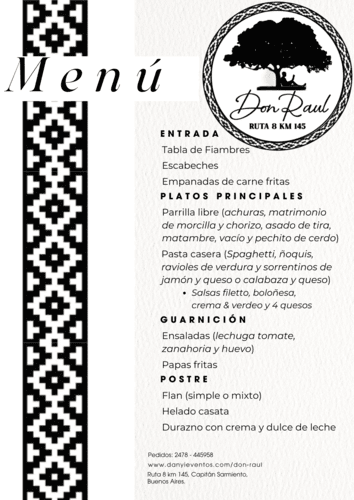 Menú
Don Raul
RUTA 8 KM 145
ENTRADA
Tabla de Fiambres
Escabeches
Empanadas de carne fritas
PLATOS PRINCIPALES
Parrilla libre (achuras, matrimonio
de morcilla y chorizo, asado de tira,
matambre, vacío y pechito de cerdo)
Pasta casera (Spaghetti, ñoquis,
ravioles de verdura y sorrentinos de
jamón y queso o calabaza y queso)
• Salsas filetto, boloñesa,
crema & verdeo y 4 quesos
GUARNICIÓN
Ensaladas (lechuga tomate,
zanahoria y huevo)
Papas fritas
POSTRE
Flan (simple o mixto)
Helado casata
Durazno con crema y dulce de leche
Pedidos: 2478 - 445958
www.danyieventos.com/don-raul
Ruta 8 km 145, Capitán Sarmiento,
Buenos Aires.